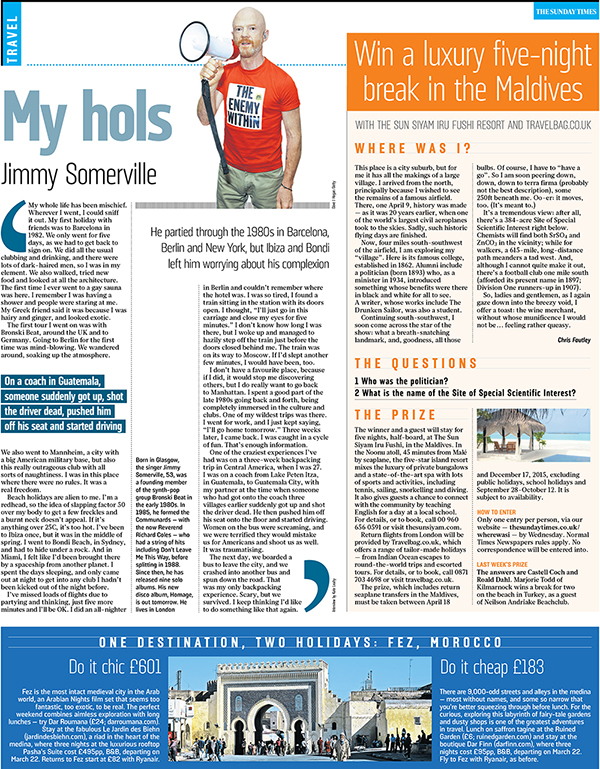 TRAVEL
THE SUNDAY TIMES
My hols
Jimmy Somerville
THE
ENEMY
WITHIN
He partied through the 1980s in Barcelona,
Berlin and New York, but Ibiza and Bondi
left him worrying about his complexion
My whole life has been mischief.
Wherever I went, I could sniff
it out. My first holiday with
friends was to Barcelona in
1982. We only went for five
days, as we had to get back to
sign on. We did all the usual
clubbing and drinking, and there were
lots of dark-haired men, so I was in my
element. We also walked, tried new
food and looked at all the architecture.
The first time I ever went to a gay sauna
was here. I remember I was having a
shower and people were staring at me.
My Greek friend said it was because I was
hairy and ginger, and looked exotic.
The first tour I went on was with
Bronski Beat, around the UK and to
Germany. Going to Berlin for the first
time was mind-blowing. We wandered
around, soaking up the atmosphere.
On a coach in Guatemala,
someone suddenly got up, shot
the driver dead, pushed him
off his seat and started driving
We also went to Mannheim, a city with
a big American military base, but also
this really outrageous club with all
sorts of naughtiness. I was in this place
where there were no rules. It was a
real freedom.
Beach holidays are alien to me. I'm a
redhead, so the idea of slapping factor 50
over my body to get a few freckles and
a burnt neck doesn't appeal. If it's
anything over 25C, it's too hot. I've been
to Ibiza once, but it was in the middle of
spring. I went to Bondi Beach, in Sydney,
and had to hide under a rock. And in
Miami, I felt like I'd been brought there
by a spaceship from another planet. I
spent the days sleeping, and only came
out at night to get into any club I hadn't
been kicked out of the night before.
I've missed loads of flights due to
partying and thinking, just five more
minutes and I'll be OK. I did an all-nighter
Born in Glasgow,
the singer Jimmy
Somerville, 53, was
a founding member
of the synth-pop
group Bronski Beat in
the early 1980s. In
1985, he formed the
Communards — with
the now Reverend
Richard Coles — who
had a string of hits
including Don't Leave
Me This Way, before
splitting in 1988.
Since then, he has
released nine solo
albums. His new
disco album, Homage,
is out tomorrow. He
lives in London
in Berlin and couldn't remember where
the hotel was. I was so tired, I found a
train sitting in the station with its doors
open. I thought, "I'll just go in this
carriage and close my eyes for five
minutes." I don't know how long I was
there, but I woke up and managed to
hazily step off the train just before the
doors closed behind me. The train was
on its way to Moscow. If I'd slept another
few minutes, I would have been, too.
I don't have a favourite place, because
if I did, it would stop me discovering
others, but I do really want to go back
to Manhattan. I spent a good part of the
late 1980s going back and forth, being
completely immersed in the culture and
clubs. One of my wildest trips was there.
I went for work, and I just kept saying,
"I'll go home tomorrow." Three weeks
later, I came back. I was caught in a cycle
of fun. That's enough information.
One of the craziest experiences I've
had was on a three-week backpacking
trip in Central America, when I was 27.
I was on a coach from Lake Peten Itza,
in Guatemala, to Guatemala City, with
my partner at the time when someone
who had got onto the coach three
villages earlier suddenly got up and shot
the driver dead. He then pushed him off
his seat onto the floor and started driving.
Women on the bus were screaming, and
we were terrified they would mistake
us for Americans and shoot us as well.
It was traumatising.
The next day, we boarded a
bus to leave the city, and we
crashed into another bus and
spun down the road. That
was my only backpacking
experience. Scary, but we
survived. I keep thinking I'd like
to do something like that again.
Win a luxury five-night
break in the Maldives
WITH THE SUN SIYAM IRU FUSHI RESORT AND TRAVELBAG.CO.UK
WHERE WAS I?
This place is a city suburb, but for
me it has all the makings of a large
village. I arrived from the north,
principally because I wished to see
the remains of a famous airfield.
There, one April 9, history was made
— as it was 20 years earlier, when one
of the world's largest civil aeroplanes
took to the skies. Sadly, such historic
flying days are finished.
Now, four miles south-southwest
of the airfield, I am exploring my
"village". Here is its famous college,
established in 1862. Alumni include
a politician (born 1893) who, as a
minister in 1934, introduced
something whose benefits were there
in black and white for all to see.
A writer, whose works include The
Drunken Sailor, was also a student.
Continuing south-southwest, I
soon come across the star of the
show: what a breath-snatching
landmark, and, goodness, all those
bulbs. Of course, I have to "have a
go". So I am soon peering down,
down, down to terra firma (probably
not the best description), some
250ft beneath me. Oo-er: it moves,
too. (It's meant to.)
It's a tremendous view: after all,
there's a 384-acre Site of Special
Scientific Interest right below.
Chemists will find both SrSO4 and
ZnCO3 in the vicinity; while for
walkers, a 615-mile, long-distance
path meanders a tad west. And,
although I cannot quite make it out,
there's a football club one mile south
(afforded its present name in 1897;
Division One runners-up in 1907).
So, ladies and gentlemen, as I again
gaze down into the breezy void, I
offer a toast: the wine merchant,
without whose munificence I would
not be … feeling rather queasy.
Chris Foutley
THE QUESTIONS
1 Who was the politician?
2 What is the name of the Site of Special Scientific Interest?
THE PRIZE
The winner and a guest will stay for
five nights, half-board, at the Sun
Siyam Iru Fushi, in the Maldives. In
the Noonu atoll, 45 minutes from Malé
by seaplane, the five-star island resort
mixes the luxury of private bungalows
and a state-of-the-art spa with lots
of sports and activities, including
tennis, sailing, snorkelling and diving.
It also gives guests a chance to connect
with the community by teaching
English for a day at a local school.
For details, or to book, call 00 960
656 0591 or visit thesunsiyam.com.
Return flights from London will be
provided by Travelbag.co.uk, which
offers a range of tailor-made holidays
— from Indian Ocean escapes to
round-the-world trips and escorted
tours. For details, or to book, call 0871
703 4698 or visit travelbag.co.uk.
The prize, which includes return
seaplane transfers in the Maldives,
must be taken between April 18
and December 17, 2015, excluding
public holidays, school holidays and
September 28-October 12. It is
subject to availability.
HOW TO ENTER
Only one entry per person, via our
website — thesundaytimes.co.uk/
wherewasi — by Wednesday. Normal
Times Newspapers rules apply. No
correspondence will be entered into.
LAST WEEK'S PRIZE
The answers are Castell Coch and
Roald Dahl. Marjorie Todd of
Kilmarnock wins a break for two
on the beach in Turkey, as a guest
of Neilson Andriake Beachclub.
ONE DESTINATION, TWO HOLIDAYS: FEZ, MOROCCO
Do it chic £601
Fez is the most intact medieval city in the Arab
world, an Arabian Nights film set that seems too
fantastic, too exotic, to be real. The perfect
weekend combines aimless exploration with long
lunches — try Dar Roumana (£24; darroumana.com).
Stay at the fabulous Le Jardin des Biehn
(jardindesbiehn.com), a riad in the heart of the
medina, where three nights at the luxurious rooftop
Pasha's Suite cost £495pp, B&B, departing on
March 22. Returns to Fez start at £82 with Ryanair.
Do it cheap £183
There are 9,000-odd streets and alleys in the medina
— most without names, and some so narrow that
you're better squeezing through before lunch. For the
curious, exploring this labyrinth of fairy-tale gardens
and dusty shops is one of the greatest adventures
in travel. Lunch on saffron tagine at the Ruined
Garden (£6; ruinedgarden.com) and stay at the
boutique Dar Finn (darfinn.com), where three
nights cost £95pp, B&B, departing on March 22.
Fly to Fez with Ryanair, as before.